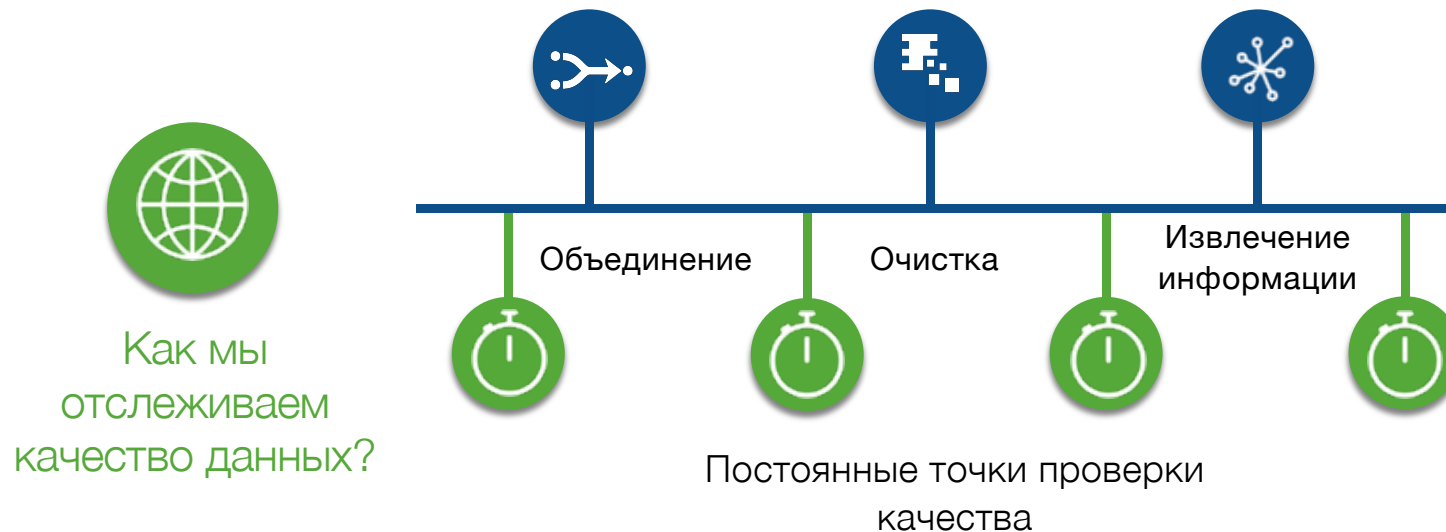 Как мы
отслеживаем
качество данных?
Объединение
Очистка
Извлечение
информации
Постоянные точки проверки
качества